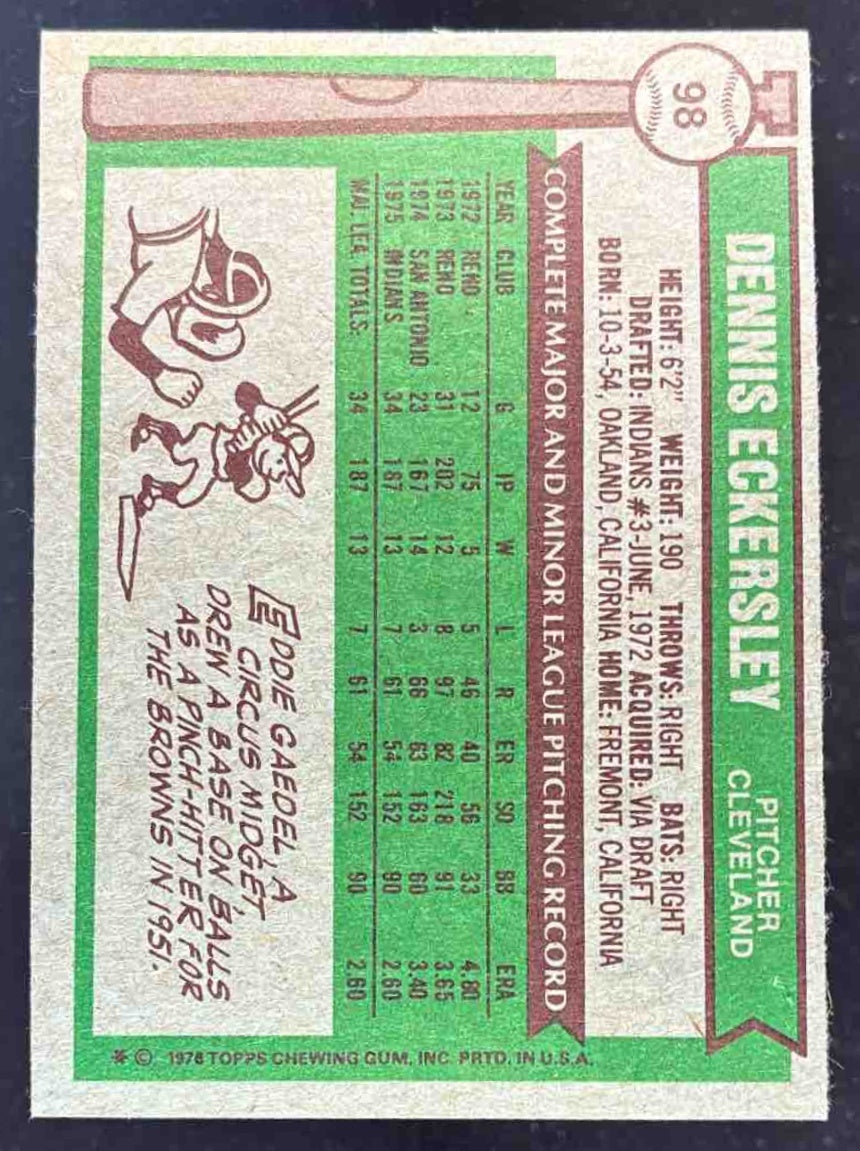 98
DENNIS ECKERSLEY
PITCHER
CLEVELAND
HEIGHT: 6'2" WEIGHT: 190 THROWS: RIGHT BATS: RIGHT
DRAFTED: INDIANS #3-JUNE, 1972 ACQUIRED: VIA DRAFT
BORN: 10-3-54, OAKLAND, CALIFORNIA HOME: FREMONT, CALIFORNIA
COMPLETE MAJOR AND MINOR LEAGUE PITCHING RECORD
YEAR CLUB G IP W L R ER SO BB ERA
1972 RENO 12 75 5 5 46 40 56 33 4.80
1973 RENO 31 202 12 8 97 82 218 91 3.65
1974 SAN ANTONIO 23 167 14 3 66 63 163 60 3.40
1975 INDIANS 34 187 13 7 61 54 152 90 2.60
MAJ. LEA. TOTALS: 34 187 13 7 61 54 152 90 2.60
EDDIE GAEDEL, A
CIRCUS MIDGET,
DREW A BASE ON BALLS
AS A PINCH-HITTER FOR
THE BROWNS IN 1951.
* © 1976 TOPPS CHEWING GUM, INC. PRTD. IN U.S.A.